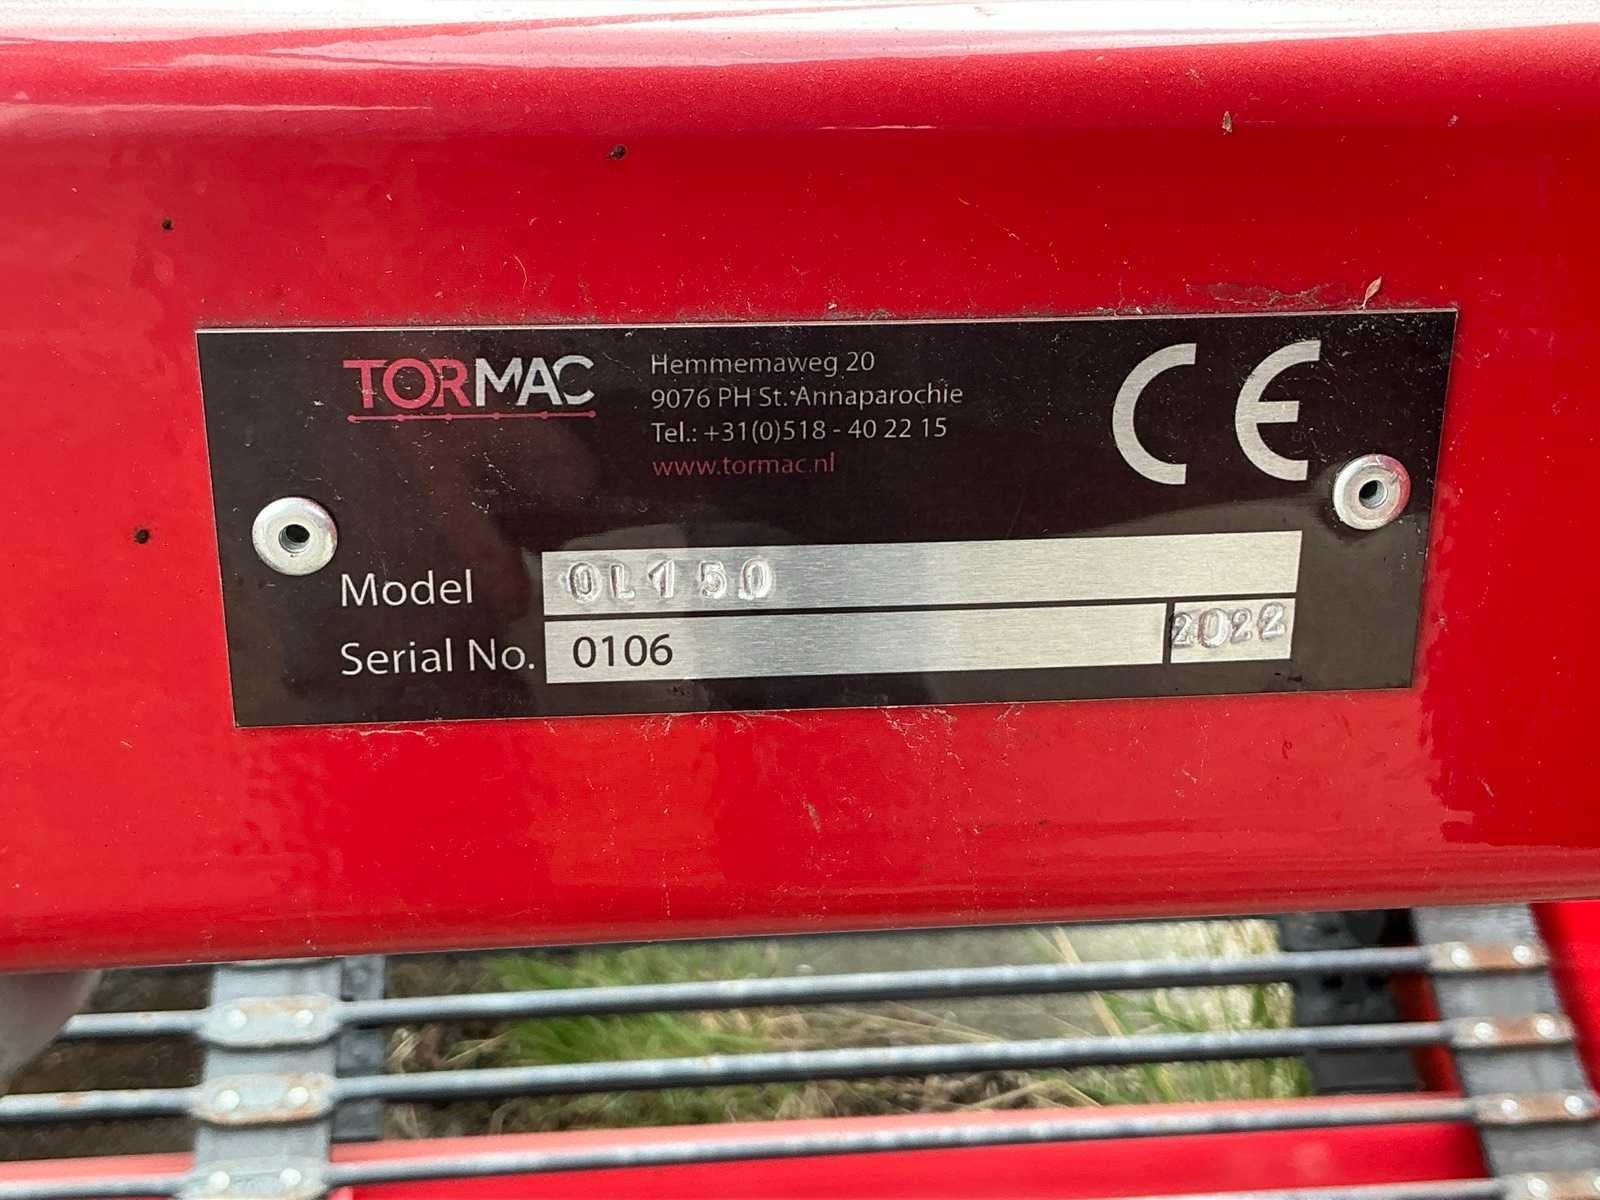 TORMAC
Hemmemaweg 20
9076 PH St. Annaparochie
Tel.: +31(0)518 - 40 22 15
www.tormac.nl
CE
Model OL150
Serial No. 0106 2022